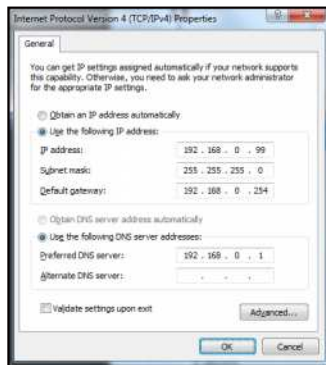 Internet Protocol Version 4 (TCP/IPv4) Properties
General
You can get IP settings assigned automatically if your network supports
this capability. Otherwise, you need to ask your network administrator
for the appropriate IP settings.
Obtain an IP address automatically
Use the following IP address:
IP address: 192 . 168 . 0 . 99
Subnet mask: 255 . 255 . 255 . 0
Default gateway: 192 . 168 . 0 . 254
Obtain DNS server address automatically
Use the following DNS server addresses:
Preferred DNS server: 192 . 168 . 0 . 1
Alternate DNS server: . . .
Validate settings upon exit
Advanced...
OK Cancel